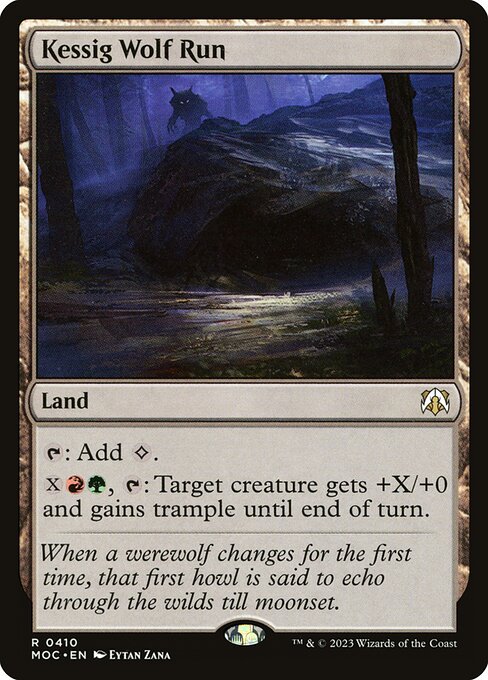 Kessig Wolf Run
Land
: Add .
X, : Target creature gets +X/+0
and gains trample until end of turn.
When a werewolf changes for the first
time, that first howl is said to echo
through the wilds till moonset.
R 0410
MOC • EN Eytan Zana
™ & © 2023 Wizards of the Coast